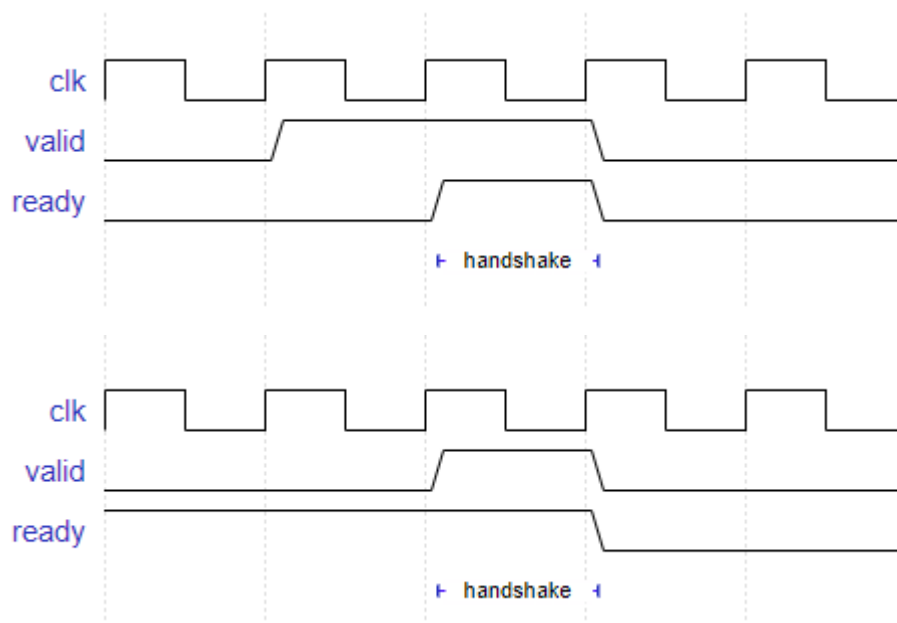 clk
valid
ready
handshake
clk
valid
ready
handshake